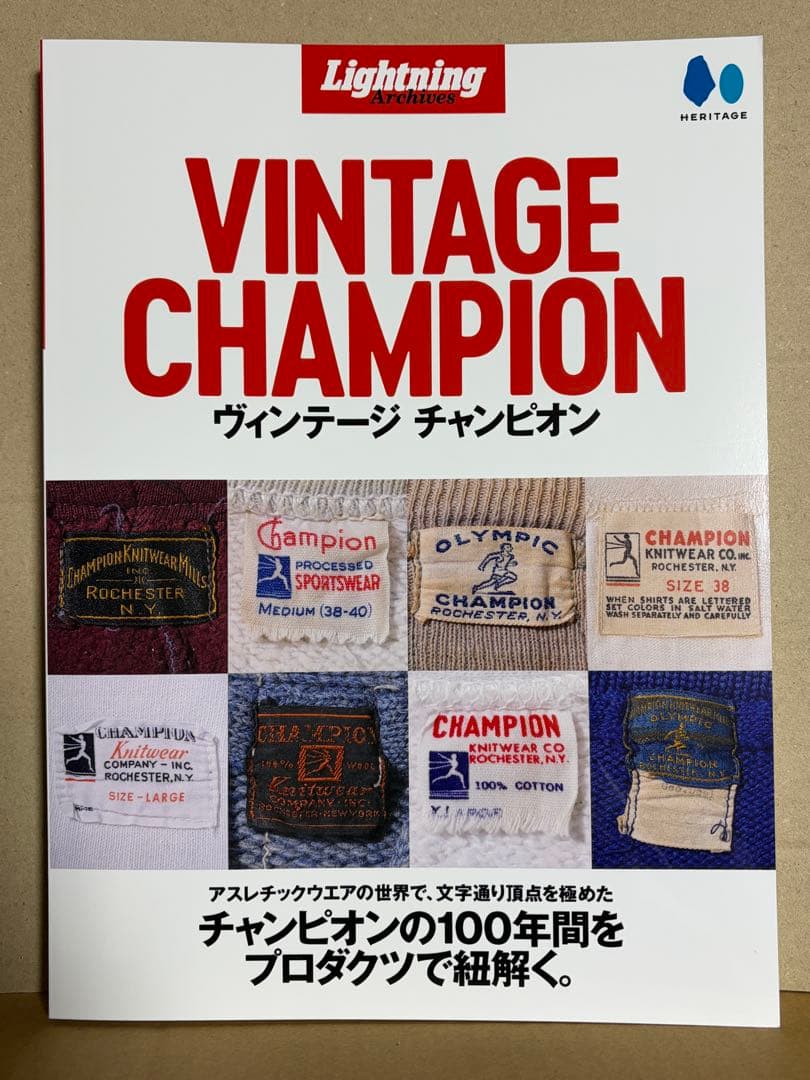 Lightning
Archives
HERITAGE
VINTAGE
CHAMPION
ヴィンテージ チャンピオン
CHAMPION KNITWEAR MILLS
INC
ROCHESTER
N.Y.
Champion
PROCESSED
SPORTSWEAR
MEDIUM (38-40)
OLYMPIC
CHAMPION
ROCHESTER, N.Y.
CHAMPION
KNITWEAR CO. INC.
ROCHESTER, N.Y.
SIZE 38
WHEN SHIRTS ARE LETTERED
SET COLORS IN SALT WATER
WASH SEPARATELY AND CAREFULLY
CHAMPION
Knitwear
COMPANY - INC.
ROCHESTER, N.Y.
SIZE - LARGE
CHAMPION
100% WOOL
Knitwear
COMPANY · INC.
ROCHESTER·NEW YORK
CHAMPION
KNITWEAR CO
ROCHESTER, N.Y.
100% COTTON
CHAMPION KNITWEAR MILLS
OLYMPIC
CHAMPION
ROCHESTER, N.Y.
アスレチックウエアの世界で、文字通り頂点を極めた
チャンピオンの100年間を
プロダクツで紐解く。